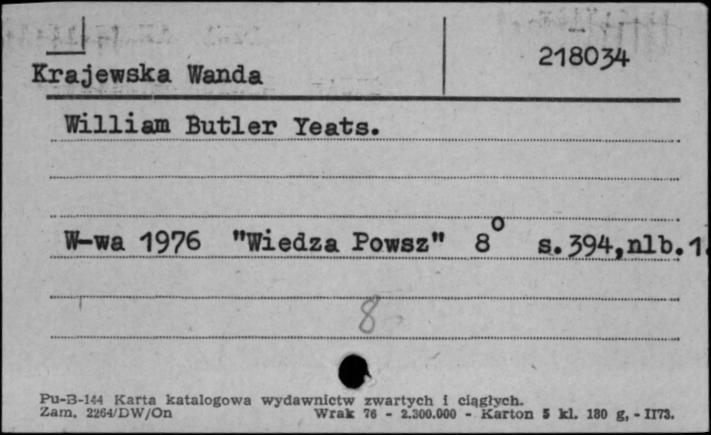 218034
Krajewska Wanda
William Butler Yeats.
W-wa 1976 "Wiedza Powsz" 8° s.394,nlb.1.
8
Pu-B-144 Karta katalogowa wydawnictw zwartych i ciągłych.
Zam. 2264/DW/On Wrak 76 - 2.300.000 - Karton 5 kl. 180 g, - II73.